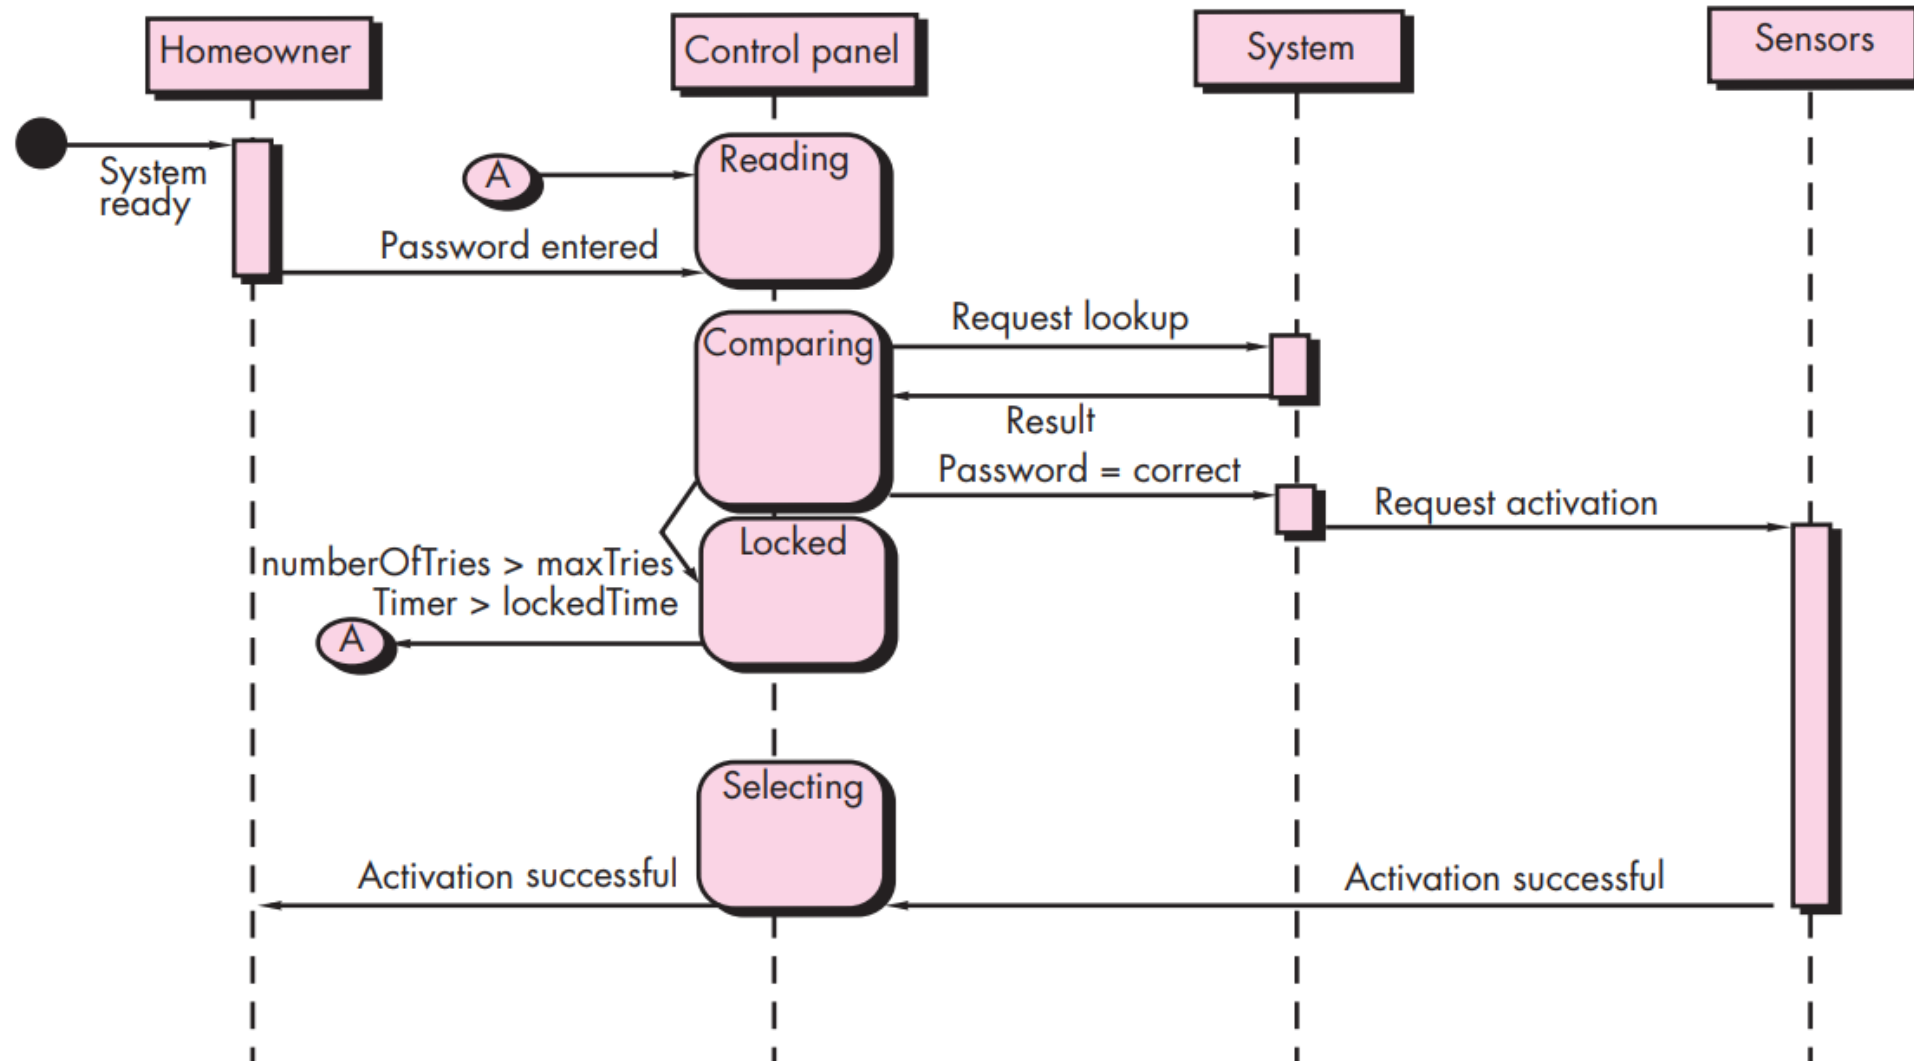 Homeowner
Control panel
System
Sensors
System
ready
A
Reading
Password entered
Request lookup
Comparing
Result
Password = correct
Request activation
Locked
numberOfTries > maxTries
Timer > lockedTime
A
Selecting
Activation successful
Activation successful